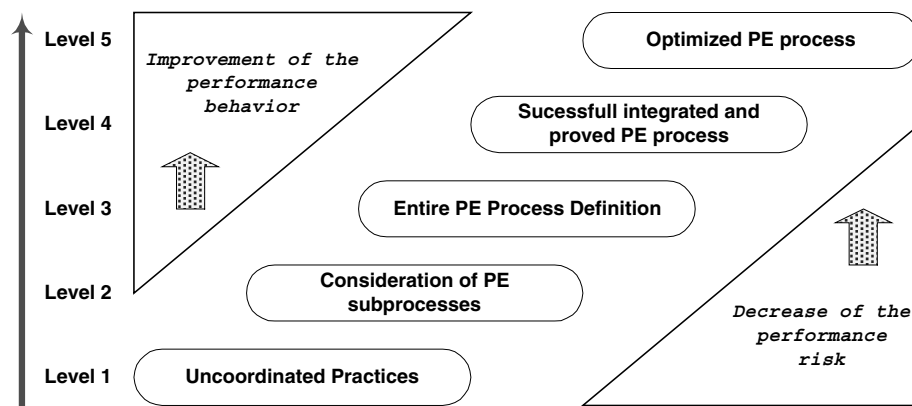 Level 5
Improvement of the
performance
behavior
Optimized PE process
Level 4
Sucessfull integrated and
proved PE process
Level 3
Entire PE Process Definition
Level 2
Consideration of PE
subprocesses
Decrease of the
performance
risk
Level 1
Uncoordinated Practices